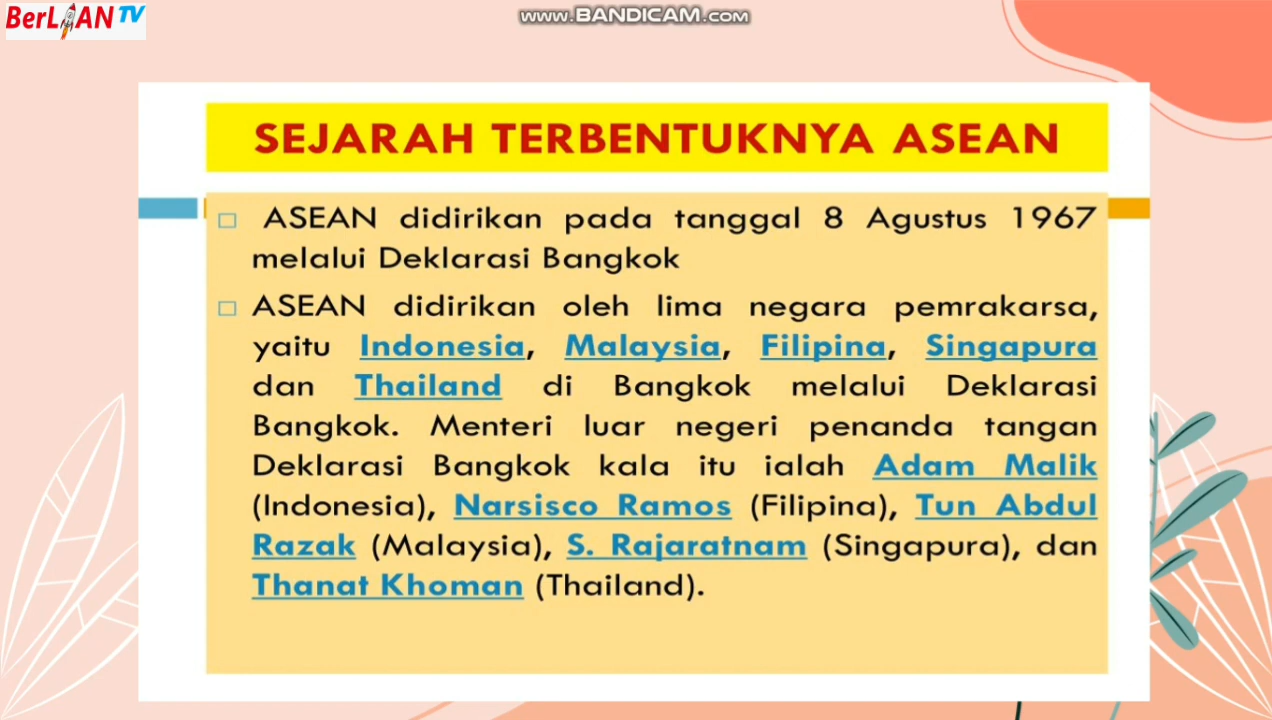 BerLIAN TV
www.BANDICAM.com
SEJARAH TERBENTUKNYA ASEAN
ASEAN didirikan pada tanggal 8 Agustus 1967
melalui Deklarasi Bangkok
ASEAN didirikan oleh lima negara pemrakarsa,
yaitu Indonesia, Malaysia, Filipina, Singapura
dan Thailand di Bangkok melalui Deklarasi
Bangkok. Menteri luar negeri penanda tangan
Deklarasi Bangkok kala itu ialah Adam Malik
(Indonesia), Narsisco Ramos (Filipina), Tun Abdul
Razak (Malaysia), S. Rajaratnam (Singapura), dan
Thanat Khoman (Thailand).